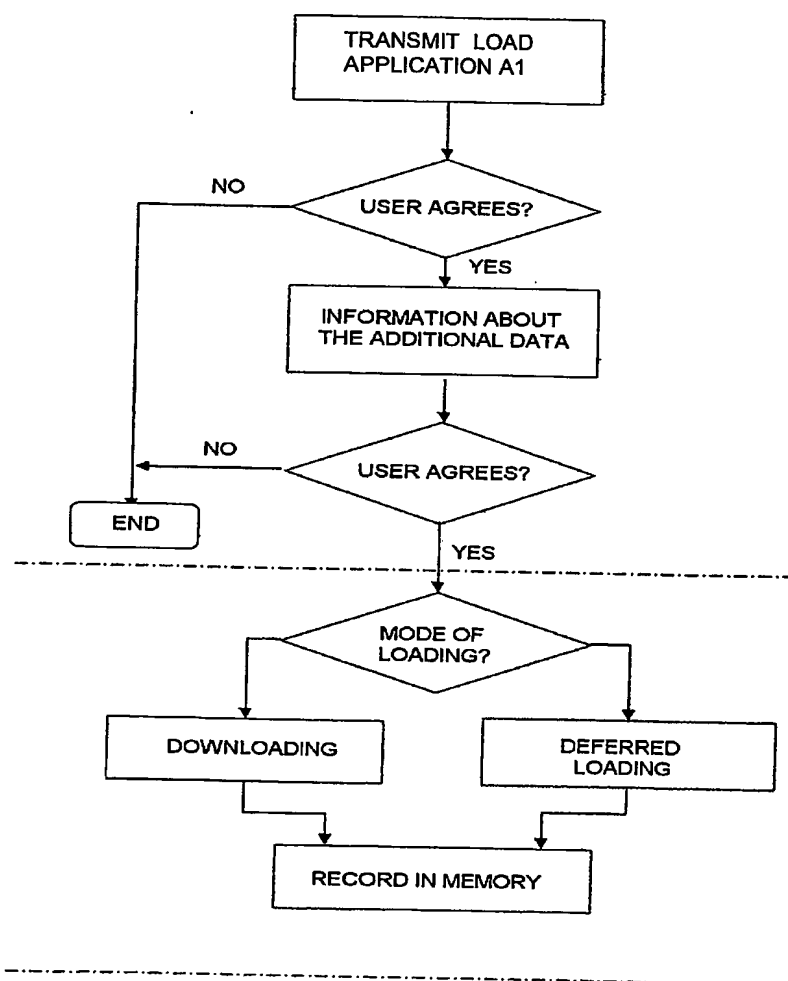 TRANSMIT LOAD
APPLICATION A1
NO
USER AGREES?
YES
INFORMATION ABOUT
THE ADDITIONAL DATA
NO
USER AGREES?
END
YES
MODE OF
LOADING?
DOWNLOADING
DEFERRED
LOADING
RECORD IN MEMORY